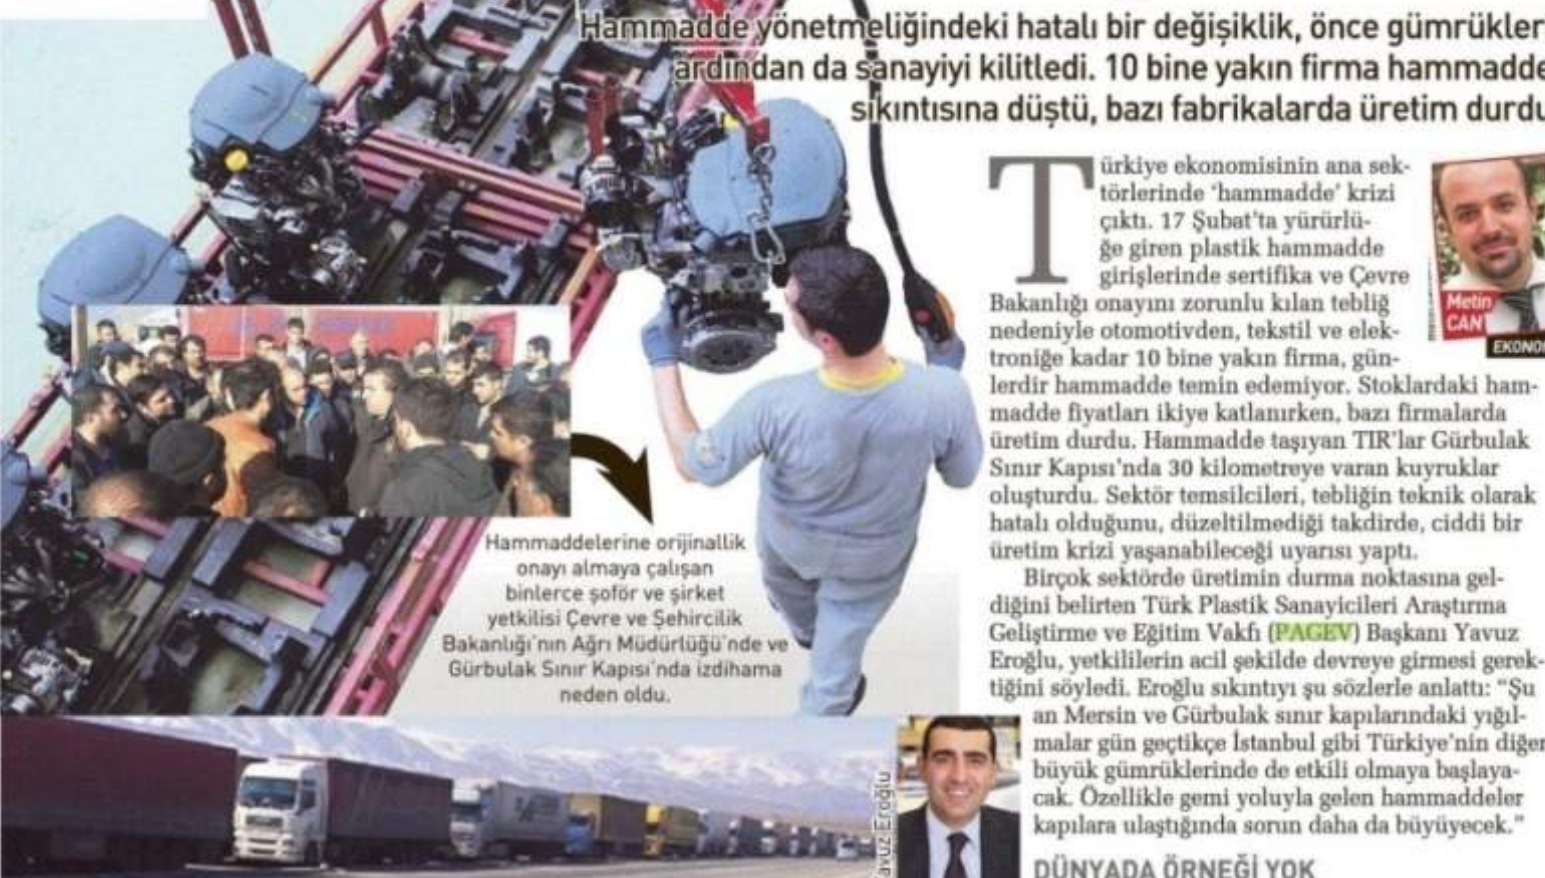 Hammadde yönetmeliğindeki hatalı bir değişiklik, önce gümrükler
ardından da sanayiyi kilitledi. 10 bine yakın firma hammadde
sıkıntısına düştü, bazı fabrikalarda üretim durdu
Türkiye ekonomisinin ana sek-
törlerinde ‘hammadde’ krizi
çıktı. 17 Şubat’ta yürürlü-
ğe giren plastik hammadde
girişlerinde sertifika ve Çevre
Bakanlığı onayını zorunlu kılan tebliğ
nedeniyle otomotivden, tekstil ve elek-
troniğe kadar 10 bine yakın firma, gün-
lerdir hammadde temin edemiyor. Stoklardaki ham-
madde fiyatları ikiye katlanırken, bazı firmalarda
üretim durdu. Hammadde taşıyan TIR’lar Gürbulak
Sınır Kapısı’nda 30 kilometreye varan kuyruklar
oluşturdu. Sektör temsilcileri, tebliğin teknik olarak
hatalı olduğunu, düzeltilmediği takdirde, ciddi bir
üretim krizi yaşanabileceği uyarısı yaptı.
Birçok sektörde üretimin durma noktasına gel-
diğini belirten Türk Plastik Sanayicileri Araştırma
Geliştirme ve Eğitim Vakfı (PAGEV) Başkanı Yavuz
Eroğlu, yetkililerin acil şekilde devreye girmesi gerek-
tiğini söyledi. Eroğlu sıkıntıyı şu sözlerle anlattı: “Şu
an Mersin ve Gürbulak sınır kapılarındaki yığıl-
malar gün geçtikçe İstanbul gibi Türkiye’nin diğer
büyük gümrüklerinde de etkili olmaya başlaya-
cak. Özellikle gemi yoluyla gelen hammaddeler
kapılara ulaştığında sorun daha da büyüyecek.”
DÜNYADA ÖRNEĞİ YOK
Metin
CAN
EKONO
Hammaddelerine orijinallik
onayı almaya çalışan
binlerce şoför ve şirket
yetkilisi Çevre ve Şehircilik
Bakanlığı’nın Ağrı Müdürlüğü’nde ve
Gürbulak Sınır Kapısı’nda izdihama
neden oldu.
avuz Eroğlu